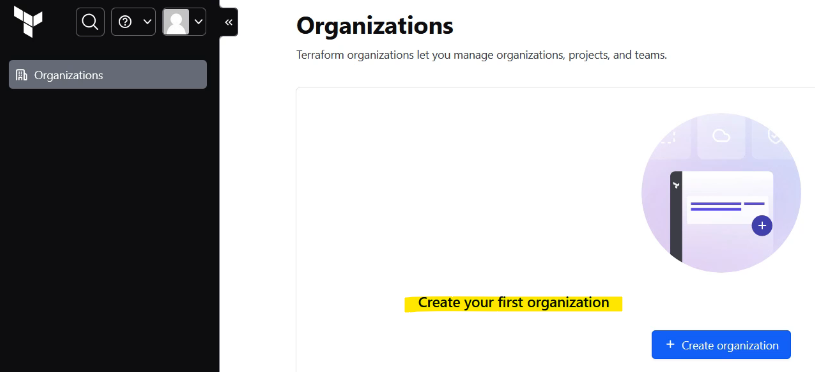 Organizations
Organizations
Terraform organizations let you manage organizations, projects, and teams.
Create your first organization
Create organization